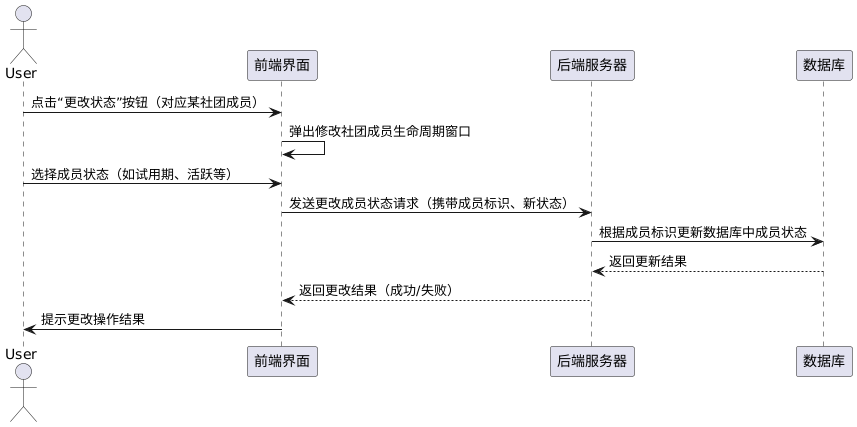 User
前端界面
后端服务器
数据库
点击“更改状态”按钮（对应某社团成员）
弹出修改社团成员生命周期窗口
选择成员状态（如试用期、活跃等）
发送更改成员状态请求（携带成员标识、新状态）
根据成员标识更新数据库中成员状态
返回更新结果
返回更改结果（成功/失败）
提示更改操作结果
User
前端界面
后端服务器
数据库